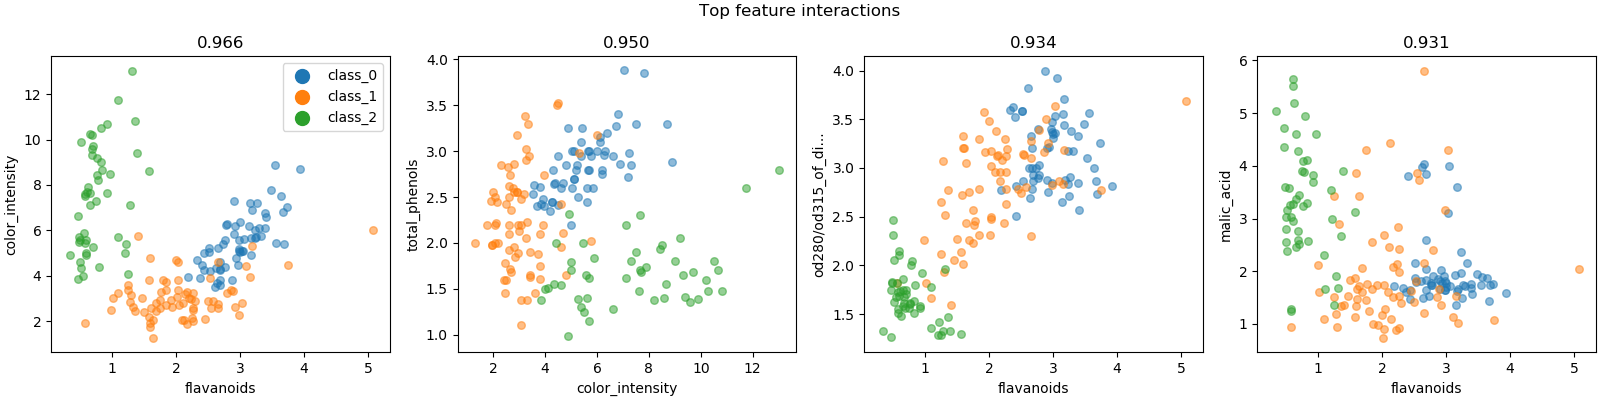 Top feature interactions
0.966
class_0
class_1
class_2
12
10
8
6
4
2
color_intensity
1 2 3 4 5
flavanoids
0.950
4.0
3.5
3.0
2.5
2.0
1.5
1.0
total_phenols
2 4 6 8 10 12
color_intensity
0.934
4.0
3.5
3.0
2.5
2.0
1.5
od280/od315_of_di...
1 2 3 4 5
flavanoids
0.931
6
5
4
3
2
1
malic_acid
1 2 3 4 5
flavanoids